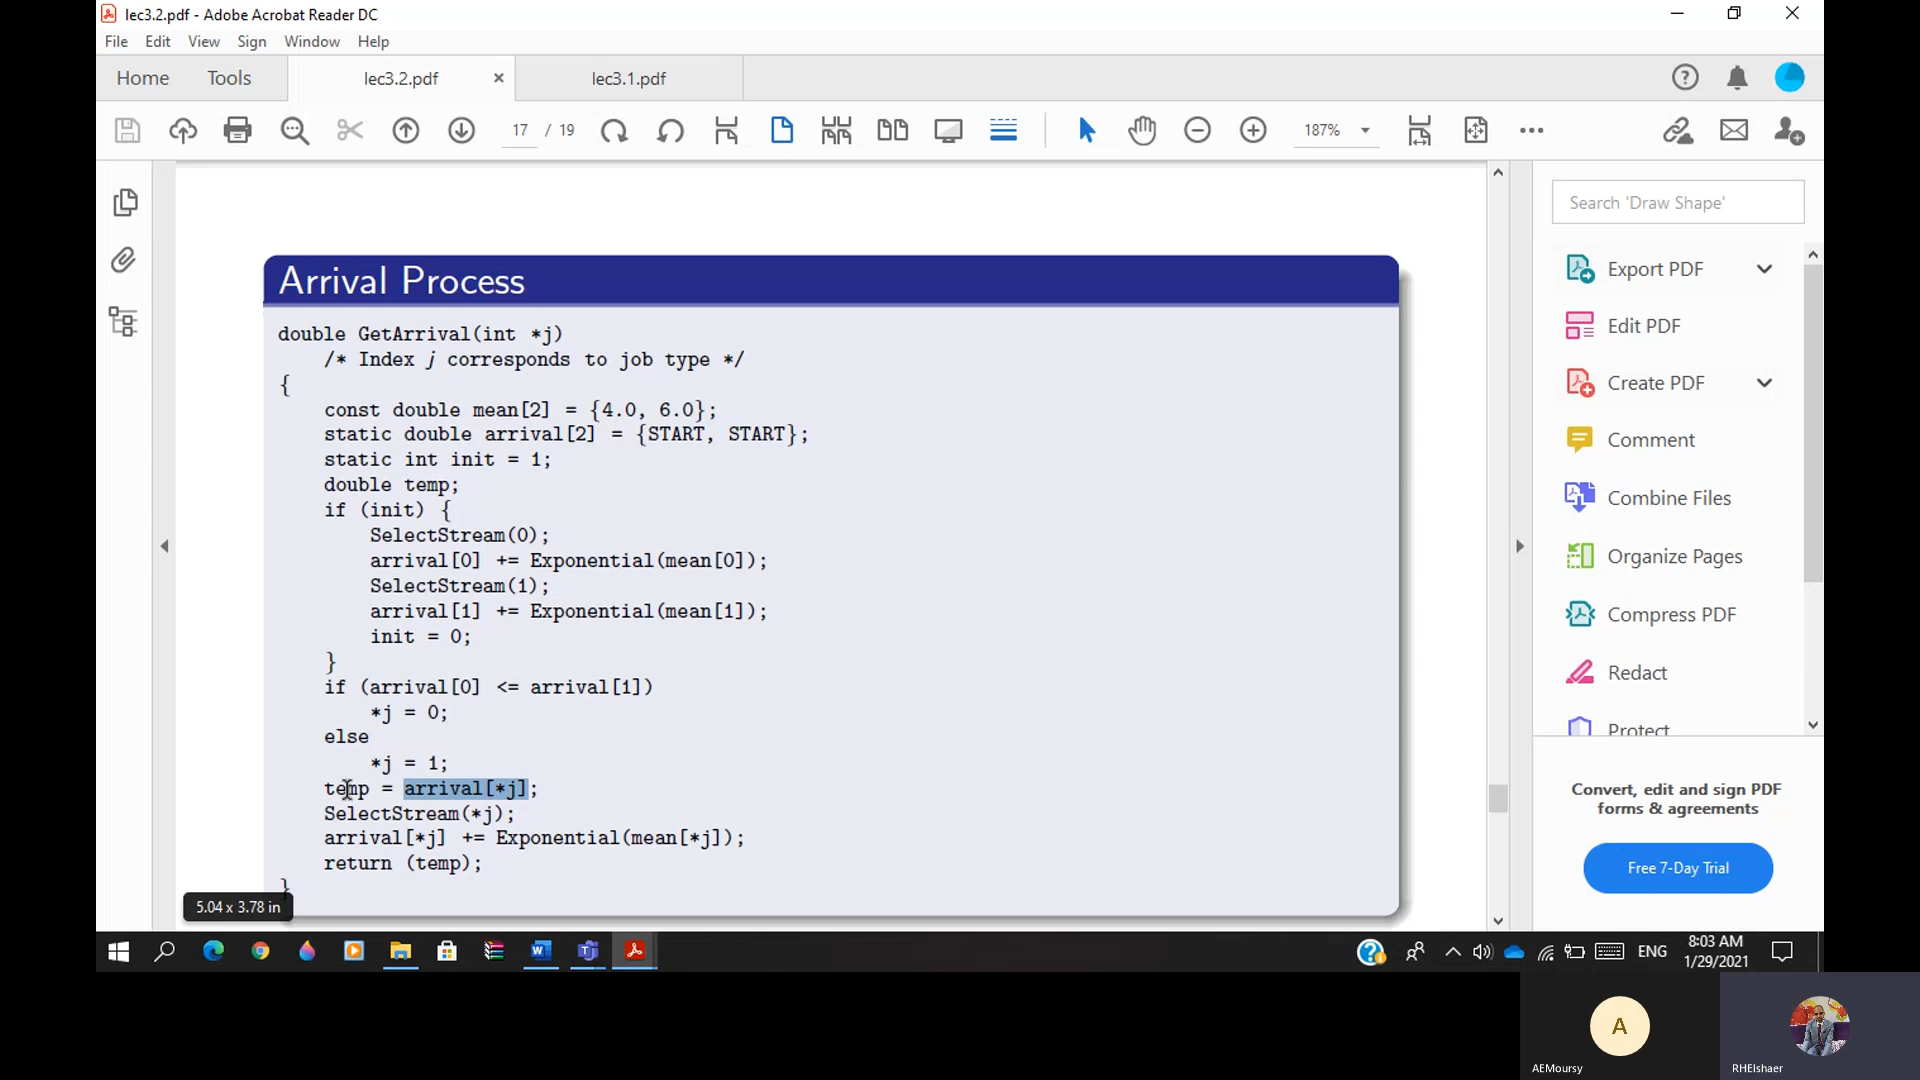 lec3.2.pdf - Adobe Acrobat Reader DC
File Edit View Sign Window Help
Home Tools lec3.2.pdf × lec3.1.pdf
17 / 19 187%
Search 'Draw Shape'
Arrival Process
double GetArrival(int *j)
/* Index j corresponds to job type */
{
const double mean[2] = {4.0, 6.0};
static double arrival[2] = {START, START};
static int init = 1;
double temp;
if (init) {
SelectStream(0);
arrival[0] += Exponential(mean[0]);
SelectStream(1);
arrival[1] += Exponential(mean[1]);
init = 0;
}
if (arrival[0] <= arrival[1])
*j = 0;
else
*j = 1;
temp = arrival[*j];
SelectStream(*j);
arrival[*j] += Exponential(mean[*j]);
return (temp);
}
5.04 x 3.78 in
Export PDF
Edit PDF
Create PDF
Comment
Combine Files
Organize Pages
Compress PDF
Redact
Protect
Convert, edit and sign PDF
forms & agreements
Free 7-Day Trial
ENG
8:03 AM
1/29/2021
A
AEMoursy
RHElshaer